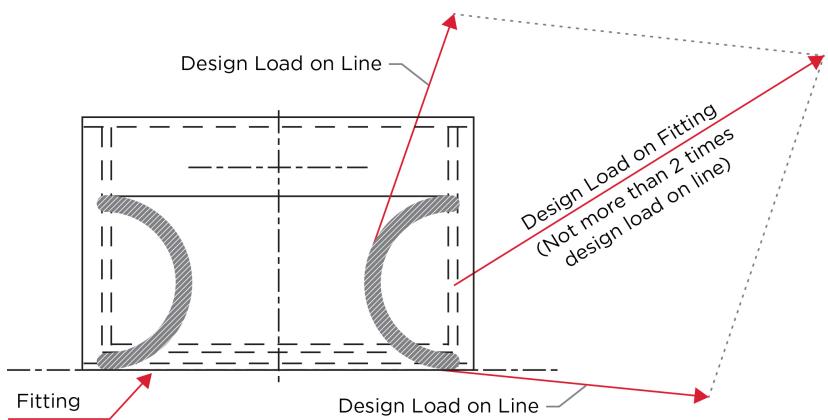 Design Load on Line
Design Load on Fitting
(Not more than 2 times
design load on line)
Fitting
Design Load on Line